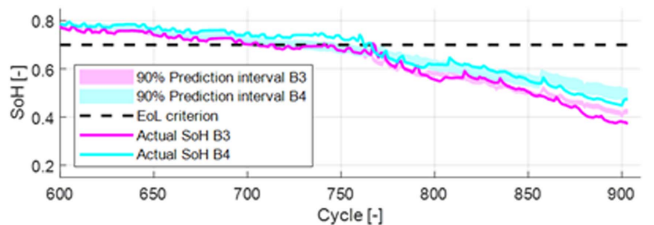 0.8
0.6
0.4
0.2
SoH [-]
90% Prediction interval B3
90% Prediction interval B4
EoL criterion
Actual SoH B3
Actual SoH B4
600 650 700 750 800 850 900
Cycle [-]